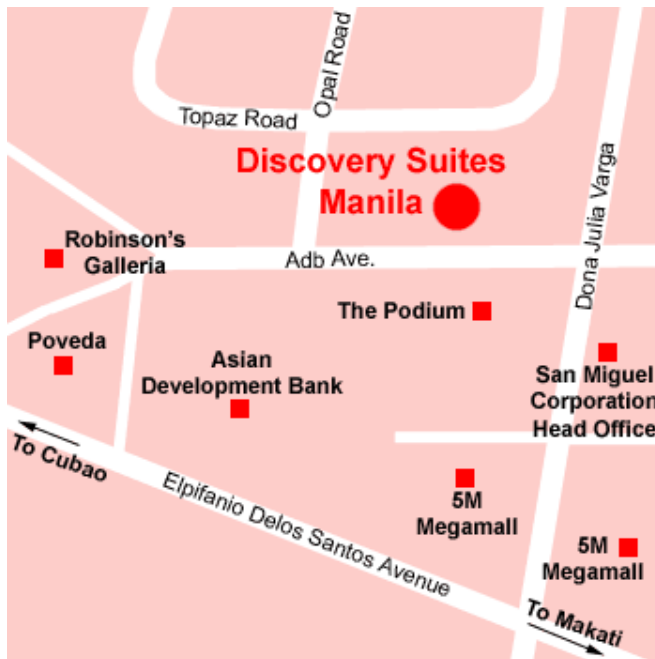 Opal Road
Topaz Road
Discovery Suites
Manila
Dona Julia Varga
Robinson's
Galleria
Adb Ave.
The Podium
Poveda
Asian
Development Bank
San Miguel
Corporation
Head Office
To Cubao
Elpifanio Delos Santos Avenue
5M
Megamall
5M
Megamall
To Makati